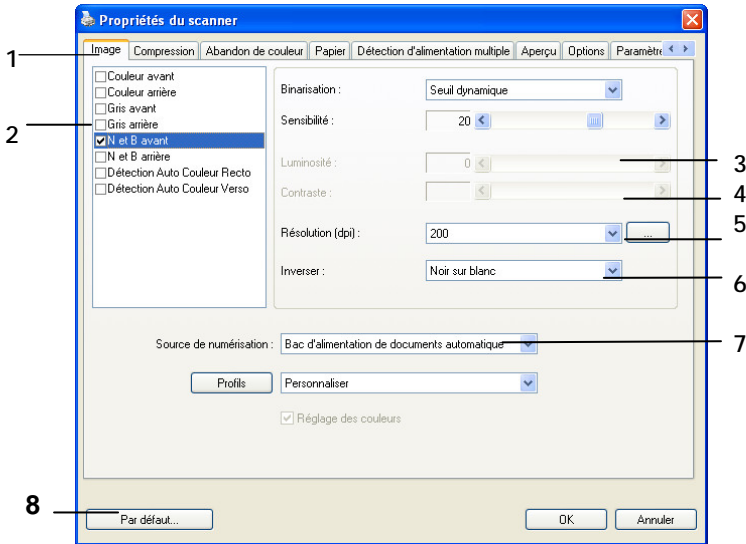 Propriétés du scanner
1
Image Compression Abandon de couleur Papier Détection d'alimentation multiple Aperçu Options Paramètre
2
Couleur avant
Couleur arrière
Gris avant
Gris arrière
N et B avant
N et B arrière
Détection Auto Couleur Recto
Détection Auto Couleur Verso
Binarisation : Seuil dynamique
Sensibilité : 20
Luminosité : 0
3
Contraste :
4
Résolution (dpi) : 200 ...
5
Inverser : Noir sur blanc
6
Source de numérisation : Bac d'alimentation de documents automatique
7
Profils Personnaliser
Réglage des couleurs
8
Par défaut... OK Annuler